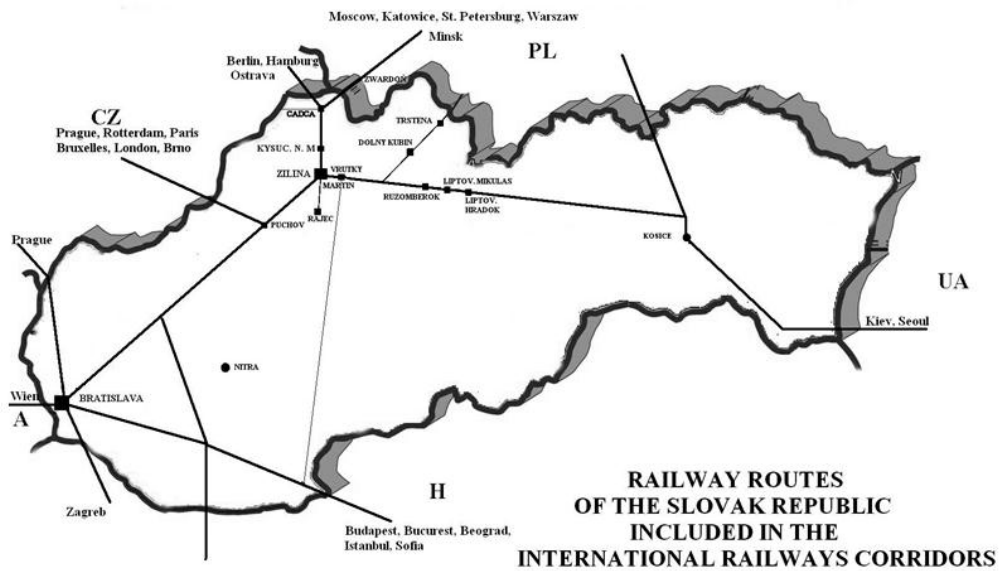 Moscow, Katowice, St. Petersburg, Warszaw
Minsk
PL
Berlin, Hamburg
Ostrava
ZWARDOŃ
CZ
CADCA
TRSTENA
Prague, Rotterdam, Paris
Bruxelles, London, Brno
KYSUC. N. M
DOLNY KUBIN
ZILINA
VRUTKY
MARTIN
LIPTOV. MIKULAS
RUZOMBEROK
LIPTOV.
HRADOK
RAJEC
PUCHOV
KOSICE
Prague
UA
Kiev, Seoul
NITRA
Wien
BRATISLAVA
A
H
Zagreb
Budapest, Bucurest, Beograd,
Istanbul, Sofia
RAILWAY ROUTES
OF THE SLOVAK REPUBLIC
INCLUDED IN THE
INTERNATIONAL RAILWAYS CORRIDORS